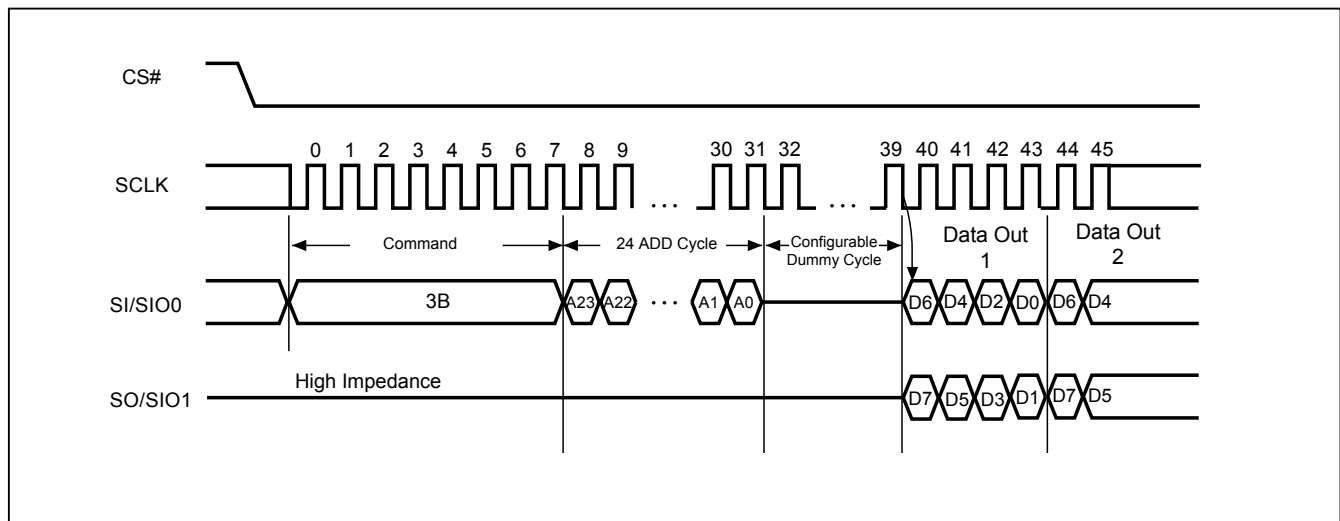 CS#
0 1 2 3 4 5 6 7 8 9 30 31 32 39 40 41 42 43 44 45
SCLK
...
...
Command
24 ADD Cycle
Configurable
Dummy Cycle
Data Out
1
Data Out
2
SI/SIO0
3B
A23 A22 ... A1 A0
D6 D4 D2 D0 D6 D4
High Impedance
SO/SIO1
D7 D5 D3 D1 D7 D5